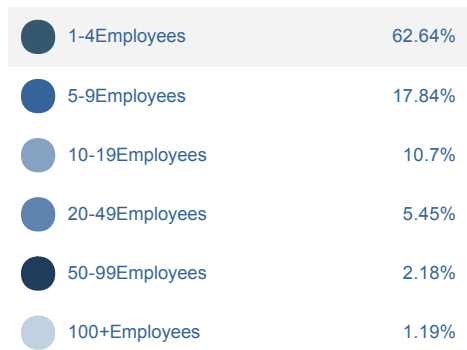 1-4Employees 62.64%
5-9Employees 17.84%
10-19Employees 10.7%
20-49Employees 5.45%
50-99Employees 2.18%
100+Employees 1.19%